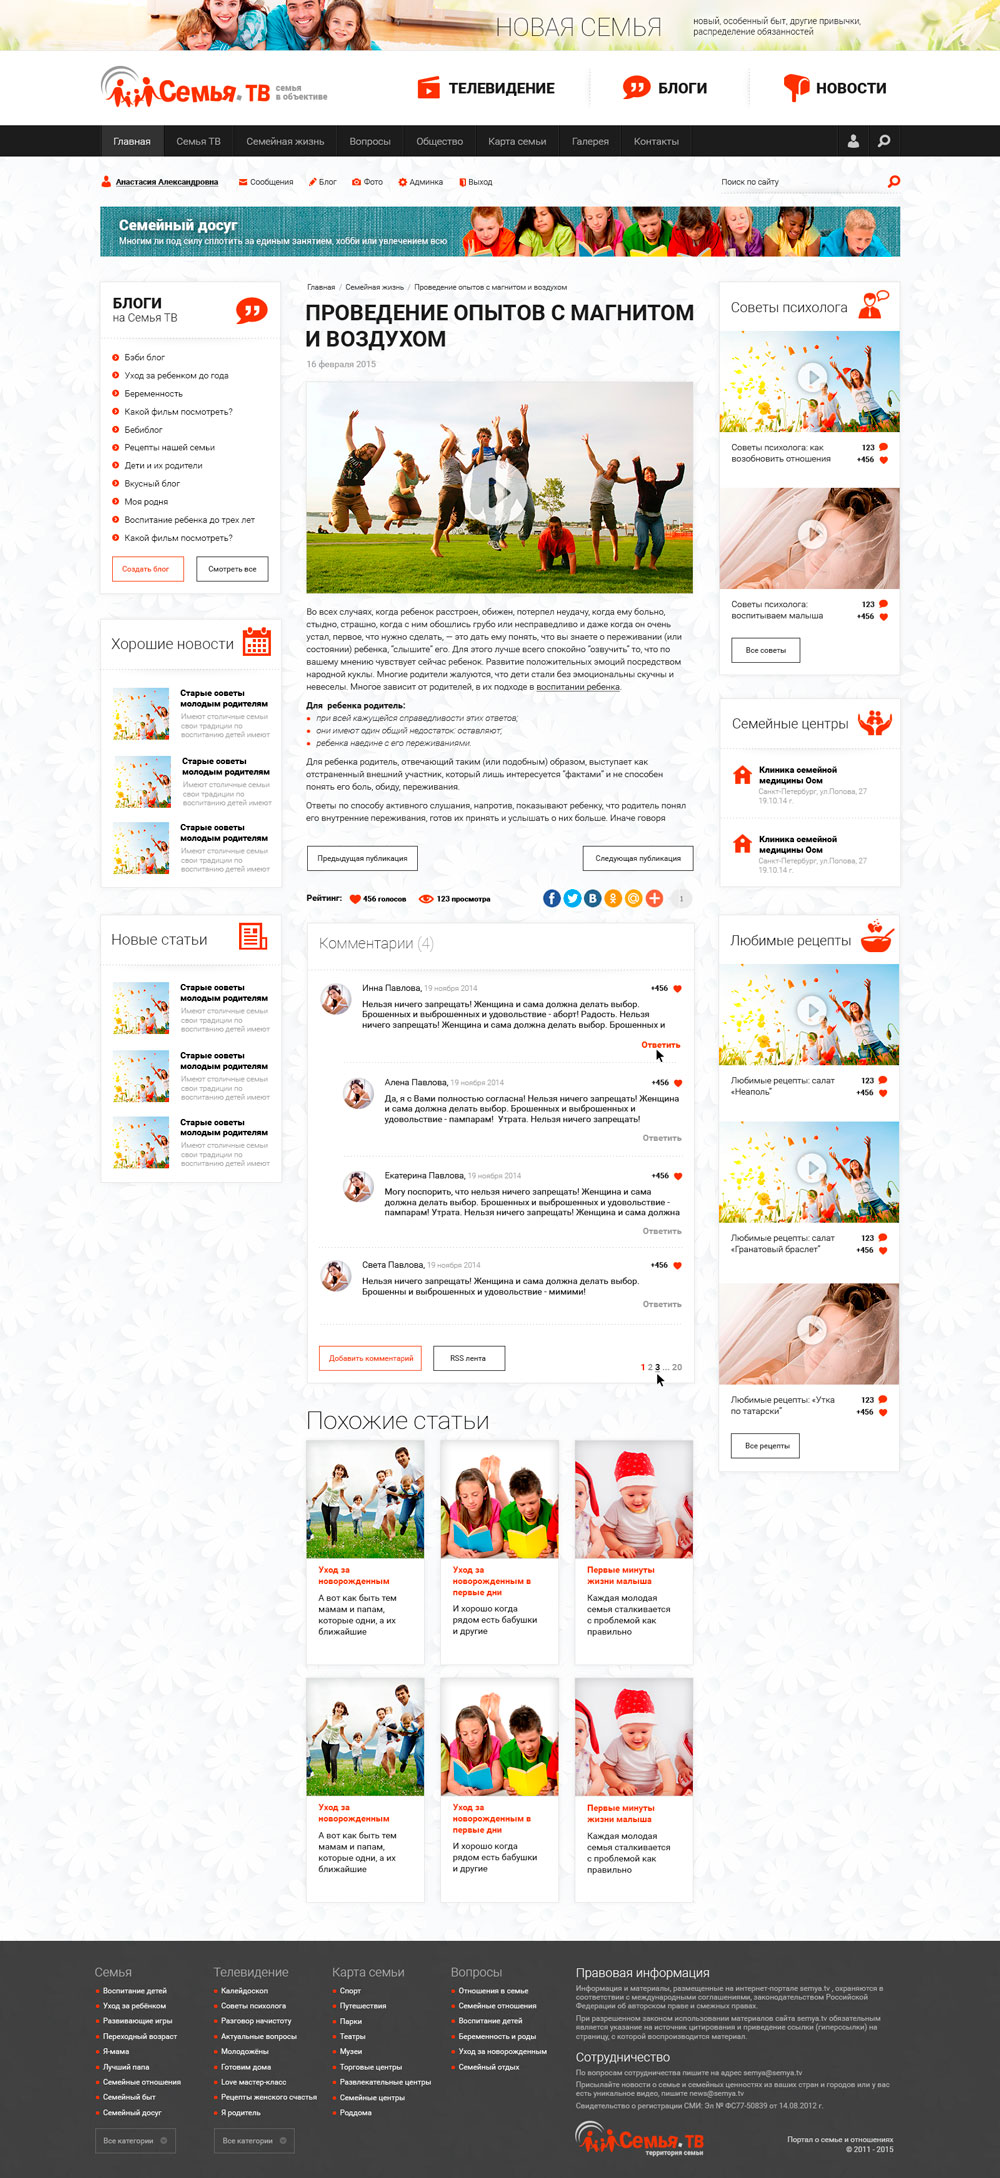 НОВАЯ СЕМЬЯ
новый, особенный быт, другие привычки,
распределение обязанностей
Семья.ТВ
семья
в объективе
ТЕЛЕВИДЕНИЕ
БЛОГИ
НОВОСТИ
Главная
Семья ТВ
Семейная жизнь
Вопросы
Общество
Карта семьи
Галерея
Контакты
Анастасия Александровна
Сообщения
Блог
Фото
Админка
Выход
Поиск по сайту
Семейный досуг
Многим ли под силу сплотить за единым занятием, хобби или увлечением всю
БЛОГИ
на Семья ТВ
Бэби блог
Уход за ребенком до года
Беременность
Какой фильм посмотреть?
Бебиблог
Рецепты нашей семьи
Дети и их родители
Вкусный блог
Моя родня
Воспитание ребенка до трех лет
Какой фильм посмотреть?
Создать блог
Смотреть все
Хорошие новости
Старые советы
молодым родителям
Имеют столичные семьи
свои традиции по
воспитанию детей имеют
Старые советы
молодым родителям
Имеют столичные семьи
свои традиции по
воспитанию детей имеют
Старые советы
молодым родителям
Имеют столичные семьи
свои традиции по
воспитанию детей имеют
Новые статьи
Старые советы
молодым родителям
Имеют столичные семьи
свои традиции по
воспитанию детей имеют
Старые советы
молодым родителям
Имеют столичные семьи
свои традиции по
воспитанию детей имеют
Старые советы
молодым родителям
Имеют столичные семьи
свои традиции по
воспитанию детей имеют
Главная / Семейная жизнь / Проведение опытов с магнитом и воздухом
ПРОВЕДЕНИЕ ОПЫТОВ С МАГНИТОМ
И ВОЗДУХОМ
16 февраля 2015
Во всех случаях, когда ребенок расстроен, обижен, потерпел неудачу, когда ему больно,
стыдно, страшно, когда с ним обошлись грубо или несправедливо и даже когда он очень
устал, первое, что нужно сделать, — это дать ему понять, что вы знаете о переживании (или
состоянии) ребенка, "слышите" его. Для этого лучше всего спокойно "озвучить" то, что по
вашему мнению чувствует сейчас ребенок. Развитие положительных эмоций посредством
народной куклы. Многие родители жалуются, что дети стали без эмоциональны скучны и
невеселы. Многое зависит от родителей, в их подходе в воспитании ребенка.
Для ребенка родитель:
при всей кажущейся справедливости этих ответов;
они имеют один общий недостаток: оставляют;
ребенка наедине с его переживаниями.
Для ребенка родитель, отвечающий таким (или подобным) образом, выступает как
отстраненный внешний участник, который лишь интересуется "фактами" и не способен
понять его боль, обиду, переживания.
Ответы по способу активного слушания, напротив, показывают ребенку, что родитель понял
его внутренние переживания, готов их принять и услышать о них больше. Иначе говоря
Предыдущая публикация
Следующая публикация
Рейтинг: 456 голосов 123 просмотра
1
Комментарии (4)
Инна Павлова, 19 ноября 2014 +456
Нельзя ничего запрещать! Женщина и сама должна делать выбор.
Брошенных и выброшенных и удовольствие - аборт! Радость. Нельзя
ничего запрещать! Женщина и сама должна делать выбор. Брошенных и
Ответить
Алена Павлова, 19 ноября 2014 +456
Да, я с Вами полностью согласна! Нельзя ничего запрещать! Женщина
и сама должна делать выбор. Брошенных и выброшенных и
удовольствие - пампарам! Утрата. Нельзя ничего запрещать!
Ответить
Екатерина Павлова, 19 ноября 2014 +456
Могу поспорить, что нельзя ничего запрещать! Женщина и сама
должна делать выбор. Брошенных и выброшенных и удовольствие -
пампарам! Утрата. Нельзя ничего запрещать! Женщина и сама должна
Ответить
Света Павлова, 19 ноября 2014 +456
Нельзя ничего запрещать! Женщина и сама должна делать выбор.
Брошенны и выброшенных и удовольствие - мимими!
Ответить
Добавить комментарий
RSS лента
1 2 3 ... 20
Похожие статьи
Уход за
новорожденным
А вот как быть тем
мамам и папам,
которые одни, а их
ближайшие
Уход за
новорожденным в
первые дни
И хорошо когда
рядом есть бабушки
и другие
Первые минуты
жизни малыша
Каждая молодая
семья сталкивается
с проблемой как
правильно
Уход за
новорожденным
А вот как быть тем
мамам и папам,
которые одни, а их
ближайшие
Уход за
новорожденным в
первые дни
И хорошо когда
рядом есть бабушки
и другие
Первые минуты
жизни малыша
Каждая молодая
семья сталкивается
с проблемой как
правильно
Советы психолога
Советы психолога: как
возобновить отношения
123
+456
Советы психолога:
воспитываем малыша
123
+456
Все советы
Семейные центры
Клиника семейной
медицины Осм
Санкт-Петербург, ул.Попова, 27
19.10.14 г.
Клиника семейной
медицины Осм
Санкт-Петербург, ул.Попова, 27
19.10.14 г.
Любимые рецепты
Любимые рецепты: салат
«Неаполь"
123
+456
Любимые рецепты: салат
«Гранатовый браслет"
123
+456
Любимые рецепты: «Утка
по татарски"
123
+456
Все рецепты
Семья
Воспитание детей
Уход за ребёнком
Развивающие игры
Переходный возраст
Я-мама
Лучший папа
Семейные отношения
Семейный быт
Семейный досуг
Все категории
Телевидение
Калейдоскоп
Советы психолога
Разговор начистоту
Актуальные вопросы
Молодожёны
Готовим дома
Love мастер-класс
Рецепты женского счастья
Я родитель
Все категории
Карта семьи
Спорт
Путешествия
Парки
Театры
Музеи
Торговые центры
Развлекательные центры
Семейные центры
Роддома
Вопросы
Отношения в семье
Семейные отношения
Воспитание детей
Беременность и роды
Уход за новорожденным
Семейный отдых
Правовая информация
Информация и материалы, размещенные на интернет-портале semya.tv , охраняются в
соответствии с международными соглашениями, законодательством Российской
Федерации об авторском праве и смежных правах.
При разрешенном законом использовании материалов сайта semya.tv обязательным
является указание на источник цитирования и приведение ссылки (гиперссылки) на
страницу, с которой воспроизводится материал.
Сотрудничество
По вопросам сотрудничества пишите на адрес semya@semya.tv
Присылайте новости о семье и семейных ценностях из ваших стран и городов или у вас
есть уникальное видео, пишите news@semya.tv
Свидетельство о регистрации СМИ: Эл № ФС77-50839 от 14.08.2012 г.
Семья.ТВ
территория семьи
Портал о семье и отношениях
© 2011 - 2015